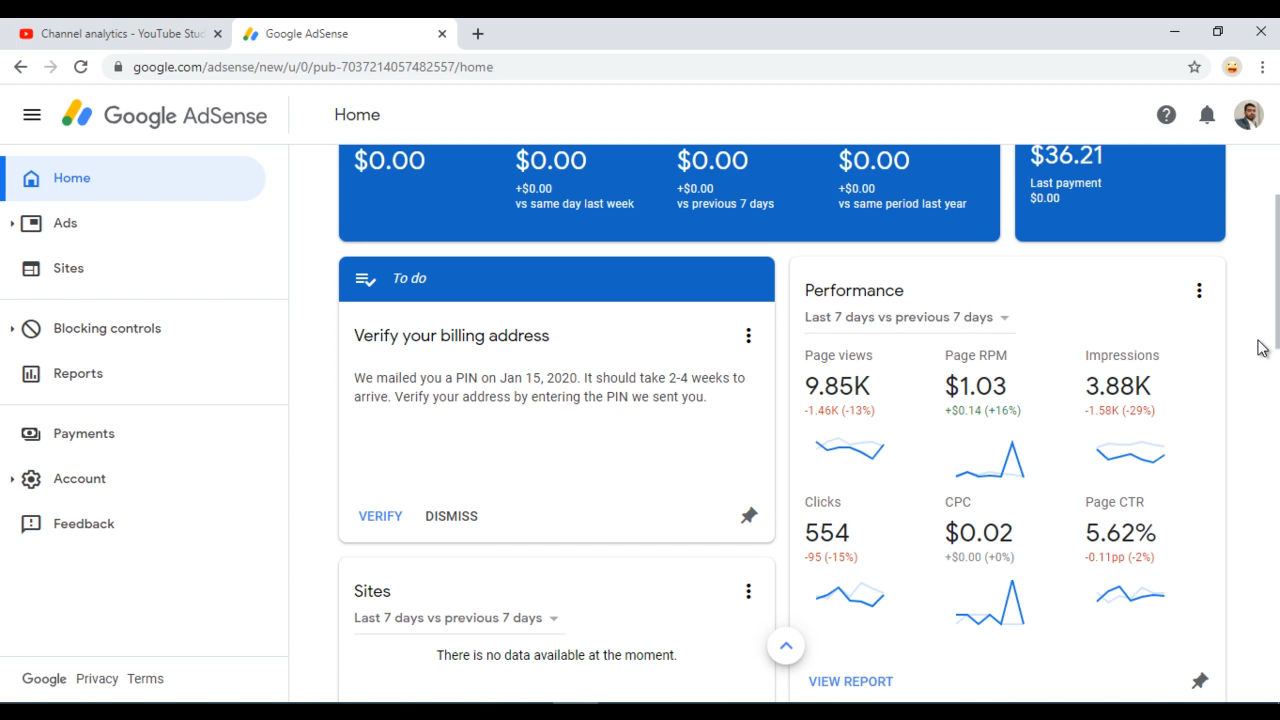 Channel analytics - YouTube Stud
Google AdSense
google.com/adsense/new/u/0/pub-7037214057482557/home
Google AdSense
Home
Home
Ads
Sites
Blocking controls
Reports
Payments
Account
Feedback
Google Privacy Terms
$0.00
$0.00
+$0.00
vs same day last week
$0.00
+$0.00
vs previous 7 days
$0.00
+$0.00
vs same period last year
$36.21
Last payment
$0.00
To do
Verify your billing address
We mailed you a PIN on Jan 15, 2020. It should take 2-4 weeks to
arrive. Verify your address by entering the PIN we sent you.
VERIFY DISMISS
Sites
Last 7 days vs previous 7 days
There is no data available at the moment.
Performance
Last 7 days vs previous 7 days
Page views
9.85K
-1.46K (-13%)
Page RPM
$1.03
+$0.14 (+16%)
Impressions
3.88K
-1.58K (-29%)
Clicks
554
-95 (-15%)
CPC
$0.02
+$0.00 (+0%)
Page CTR
5.62%
-0.11pp (-2%)
VIEW REPORT